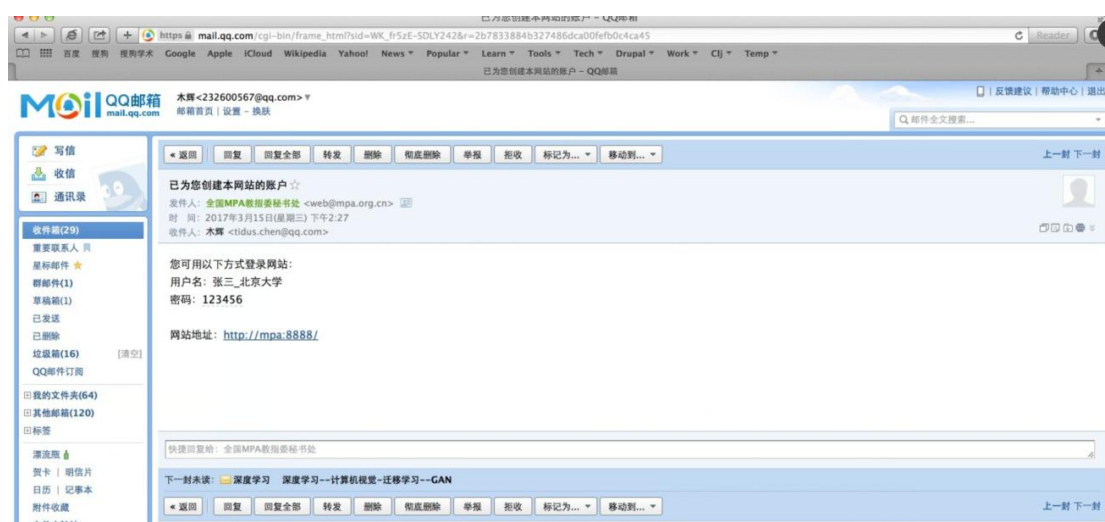 已为您创建本网站的账户 - QQ邮箱
https mail.qq.com/cgi-bin/frame_html?sid=WK_fr5zE-SDLY242&r=2b7833884b327486dca00fefb0c4ca45
Reader
百度 搜狗 搜狗学术 Google Apple iCloud Wikipedia Yahoo! News Popular Learn Tools Tech Drupal Work Clj Temp
已为您创建本网站的账户 - QQ邮箱
Mail QQ邮箱 mail.qq.com
木辉<232600567@qq.com>
邮箱首页 | 设置 - 换肤
| 反馈建议 | 帮助中心 | 退出
邮件全文搜索...
写信
收信
通讯录
收件箱(29)
重要联系人
星标邮件
群邮件(1)
草稿箱(1)
已发送
已删除
垃圾箱(16) [清空]
QQ邮件订阅
我的文件夹(64)
其他邮箱(120)
标签
漂流瓶
贺卡 | 明信片
日历 | 记事本
附件收藏
« 返回 回复 回复全部 转发 删除 彻底删除 举报 拒收 标记为... 移动到... 上一封 下一封
已为您创建本网站的账户
发件人: 全国MPA教指委秘书处 <web@mpa.org.cn>
时 间: 2017年3月15日(星期三) 下午2:27
收件人: 木辉 <tidus.chen@qq.com>
您可用以下方式登录网站:
用户名: 张三_北京大学
密码: 123456
网站地址: http://mpa:8888/
快捷回复给: 全国MPA教指委秘书处
下一封未读: 深度学习 深度学习--计算机视觉-迁移学习--GAN
« 返回 回复 回复全部 转发 删除 彻底删除 举报 拒收 标记为... 移动到... 上一封 下一封